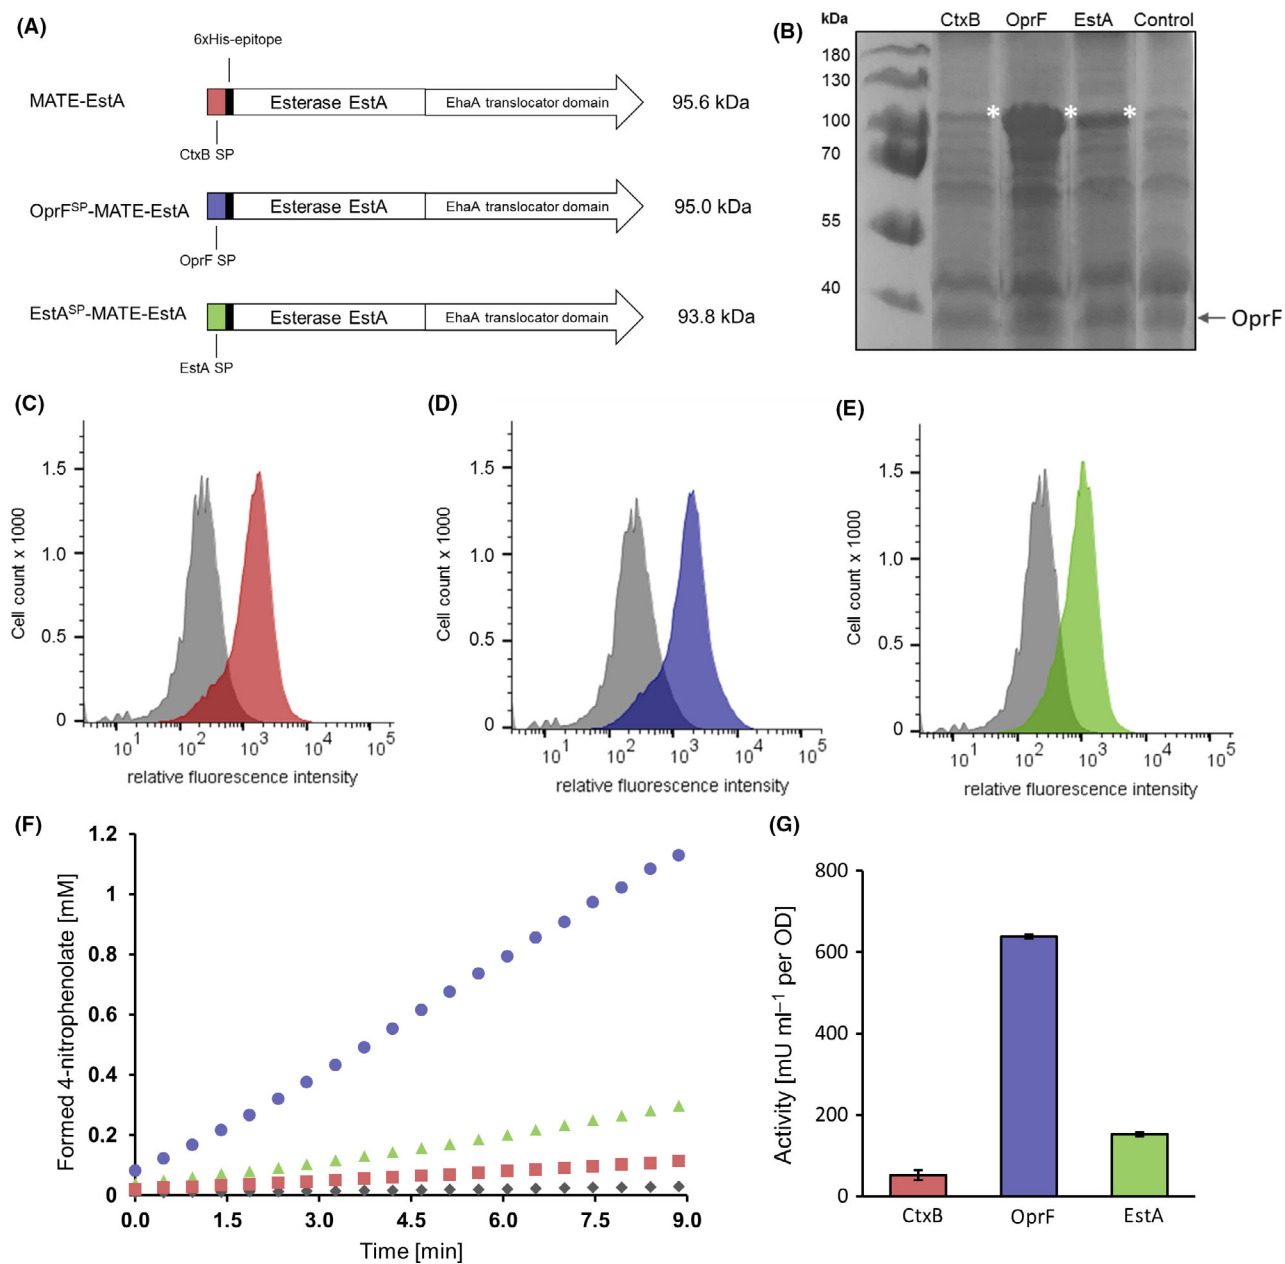 (A)
6xHis-epitope
MATE-EstA
Esterase EstA
EhaA translocator domain
95.6 kDa
CtxB SP
OprFSP-MATE-EstA
Esterase EstA
EhaA translocator domain
95.0 kDa
OprF SP
EstASP-MATE-EstA
Esterase EstA
EhaA translocator domain
93.8 kDa
EstA SP
(B)
kDa
CtxB OprF EstA Control
180
130
100
* * *
70
55
40
OprF
(C)
Cell count x 1000
1.5
1.0
0.5
0
10^1 10^2 10^3 10^4 10^5
relative fluorescence intensity
(D)
Cell count x 1000
1.5
1.0
0.5
0
10^1 10^2 10^3 10^4 10^5
relative fluorescence intensity
(E)
Cell count x 1000
1.5
1.0
0.5
0
10^1 10^2 10^3 10^4 10^5
relative fluorescence intensity
(F)
Formed 4-nitrophenolate [mM]
1.2
1
0.8
0.6
0.4
0.2
0
0.0 1.5 3.0 4.5 6.0 7.5 9.0
Time [min]
(G)
Activity [mU ml−1 per OD]
800
600
400
200
0
CtxB OprF EstA